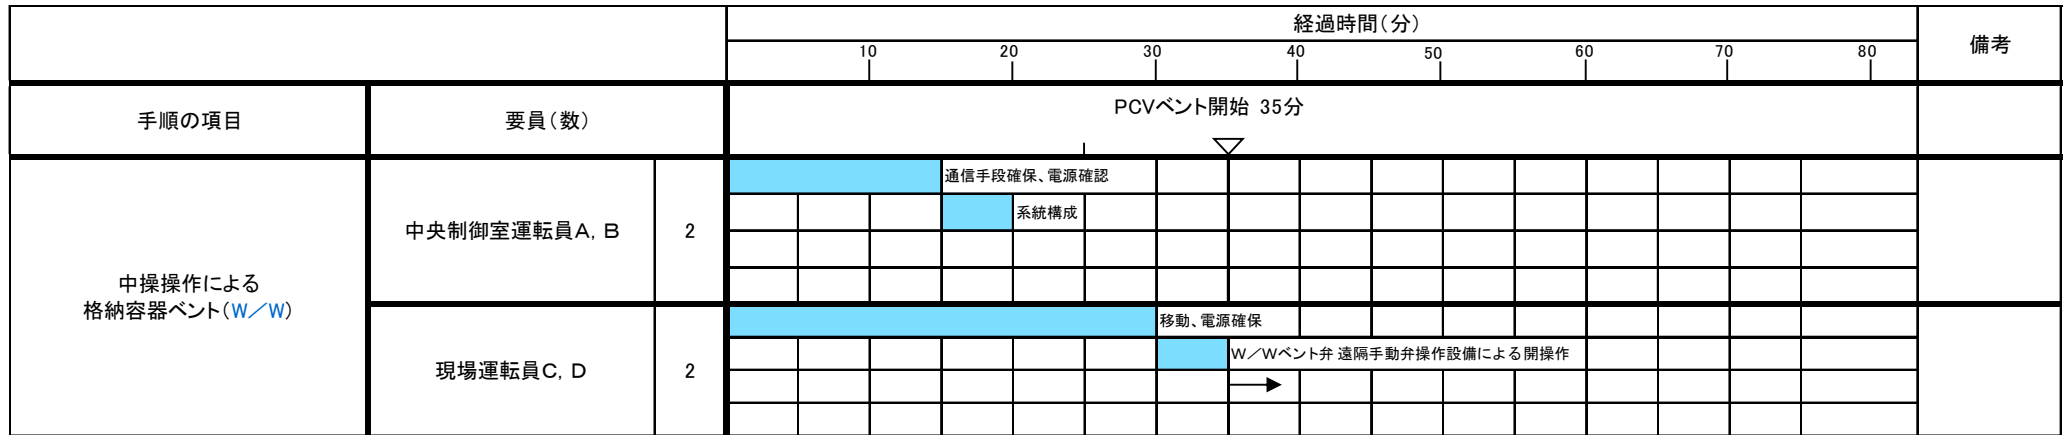 経過時間(分)
備考
10 20 30 40 50 60 70 80
手順の項目
要員(数)
PCVベント開始 35分
中操操作による
格納容器ベント(W/W)
中央制御室運転員A, B
2
通信手段確保、電源確認
系統構成
現場運転員C, D
2
移動、電源確保
W/Wベント弁 遠隔手動弁操作設備による開操作